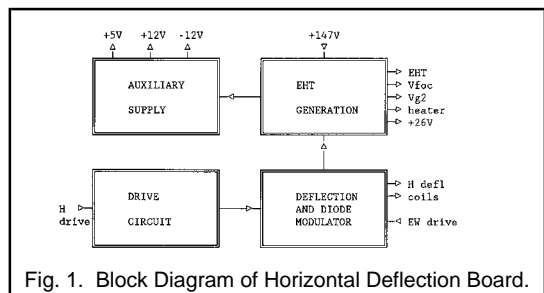 +5V +12V -12V +147V
AUXILIARY
SUPPLY
EHT
GENERATION
EHT
Vfoc
Vg2
heater
+26V
H
drive
DRIVE
CIRCUIT
DEFLECTION
AND DIODE
MODULATOR
H defl
coils
EW drive
Fig. 1. Block Diagram of Horizontal Deflection Board.